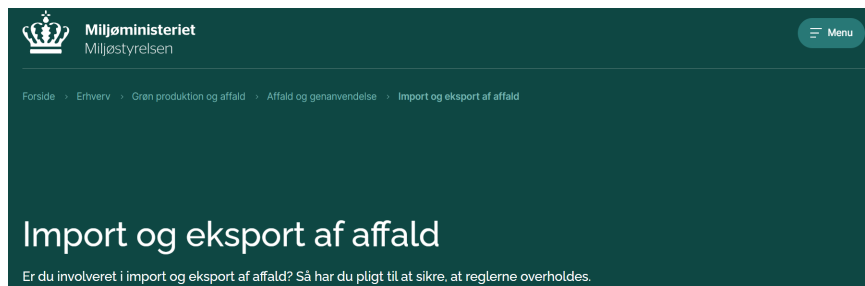 Miljøministeriet
Miljøstyrelsen
Menu
Forside › Erhverv › Grøn produktion og affald › Affald og genanvendelse › Import og eksport af affald
Import og eksport af affald
Er du involveret i import og eksport af affald? Så har du pligt til at sikre, at reglerne overholdes.